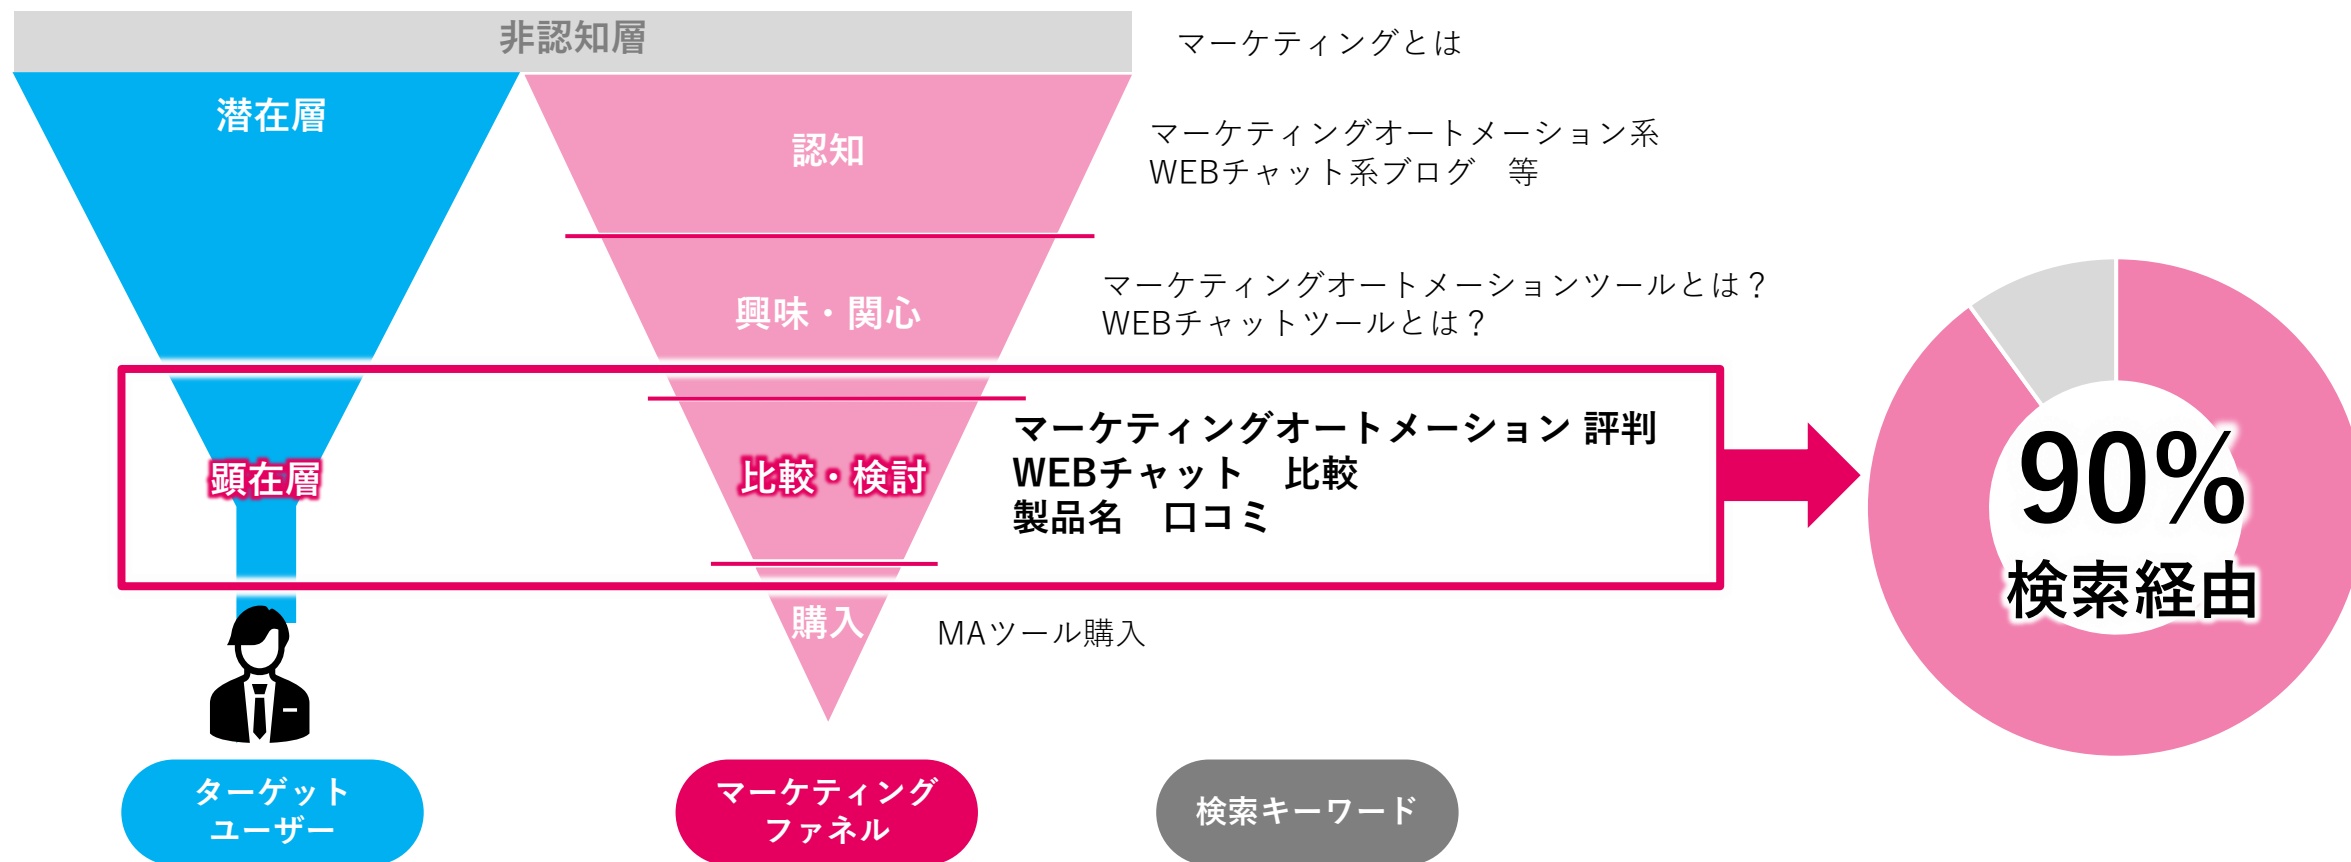 非認知層
マーケティングとは
潜在層
認知
マーケティングオートメーション系
WEBチャット系ブログ　等
興味・関心
マーケティングオートメーションツールとは？
WEBチャットツールとは？
顕在層
比較・検討
マーケティングオートメーション 評判
WEBチャット　比較
製品名　口コミ
90%
検索経由
購入
MAツール購入
ターゲット
ユーザー
マーケティング
ファネル
検索キーワード